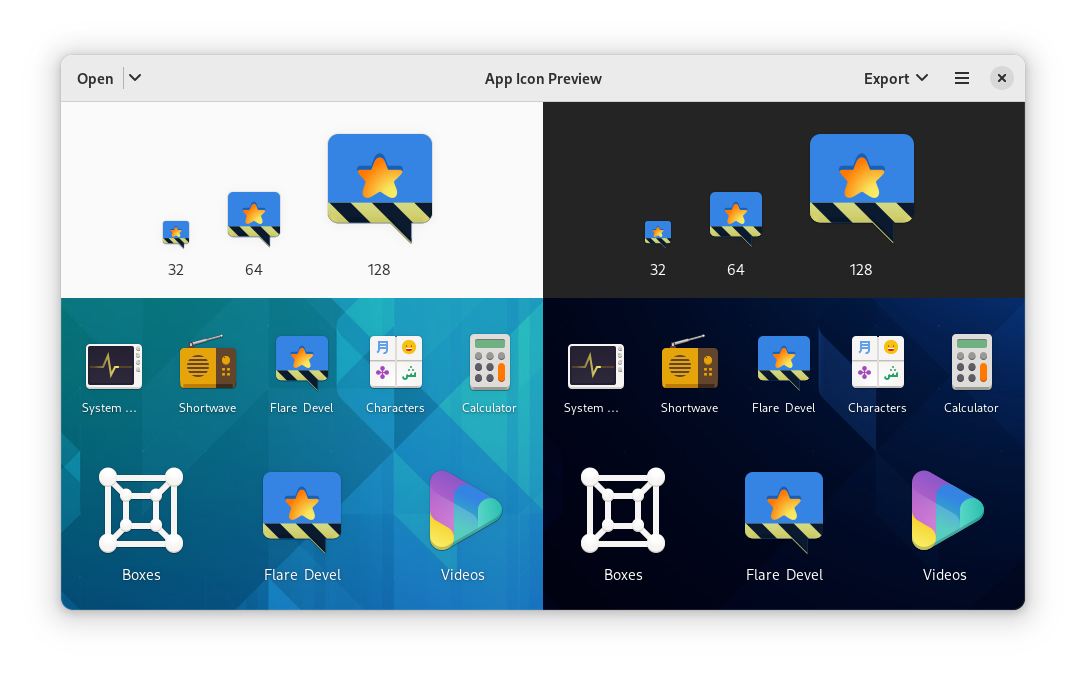 Open
App Icon Preview
Export
32 64 128
32 64 128
月
System ... Shortwave Flare Devel Characters Calculator
月
System ... Shortwave Flare Devel Characters Calculator
Boxes Flare Devel Videos
Boxes Flare Devel Videos